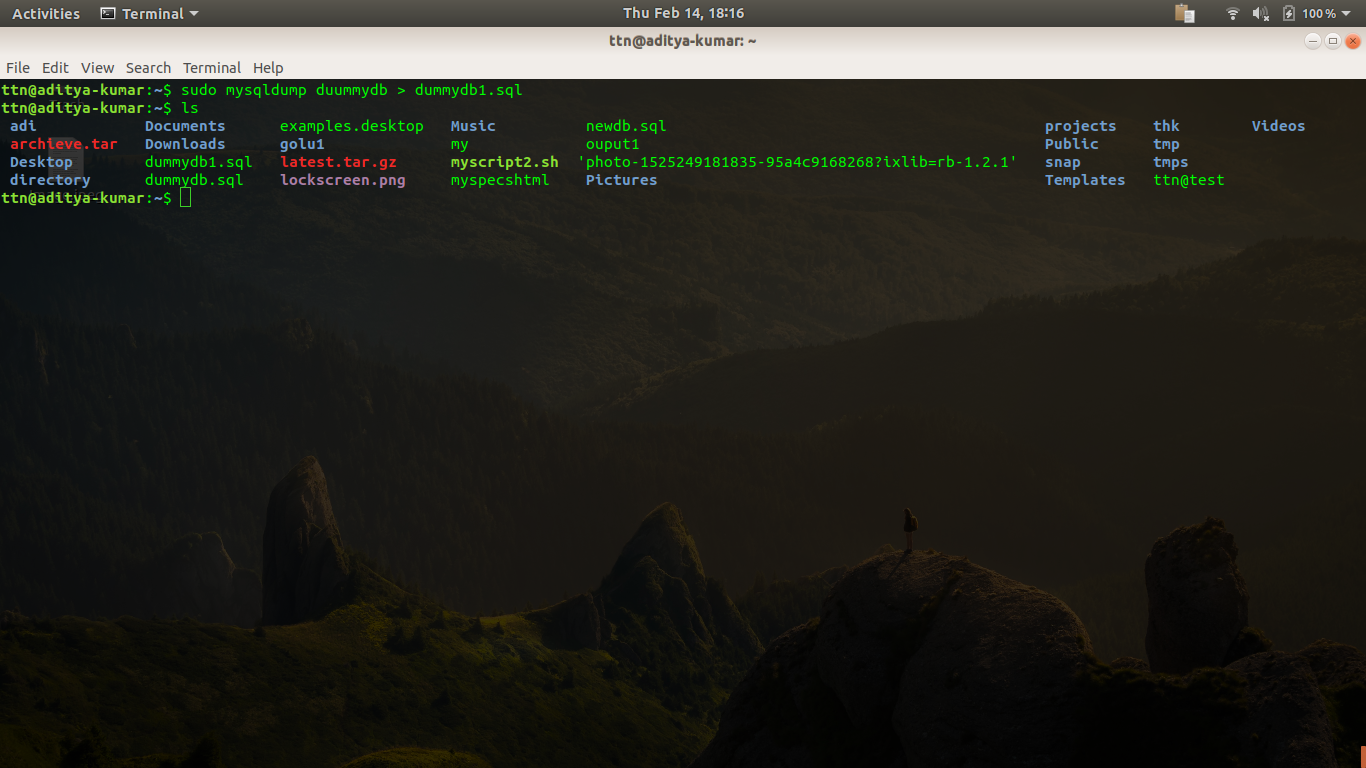 Activities Terminal Thu Feb 14, 18:16 100%
ttn@aditya-kumar: ~
File Edit View Search Terminal Help
ttn@aditya-kumar:~$ sudo mysqldump duummydb > dummydb1.sql
ttn@aditya-kumar:~$ ls
adi Documents examples.desktop Music newdb.sql projects thk Videos
archieve.tar Downloads golu1 my ouput1 Public tmp
Desktop dummydb1.sql latest.tar.gz myscript2.sh 'photo-1525249181835-95a4c9168268?ixlib=rb-1.2.1' snap tmps
directory dummydb.sql lockscreen.png myspecshtml Pictures Templates ttn@test
ttn@aditya-kumar:~$